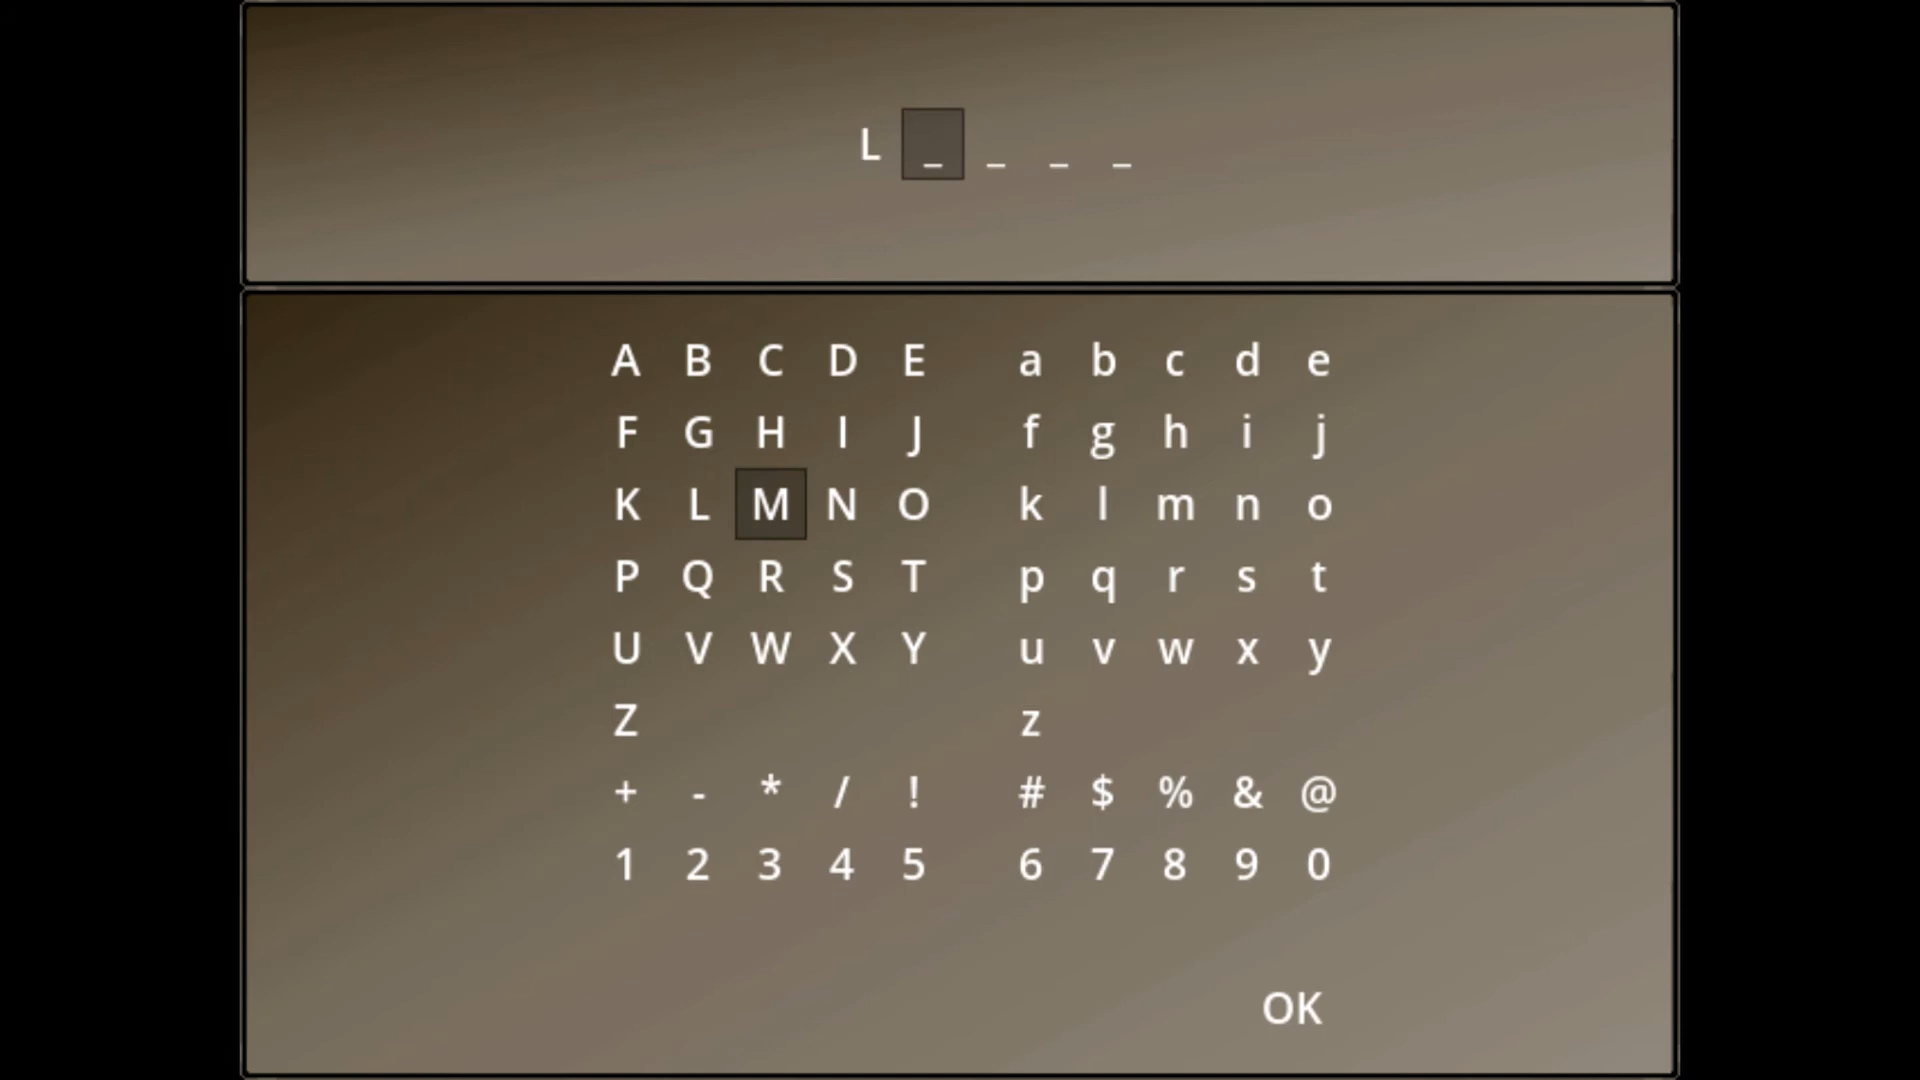 L _ _ _ _
A B C D E a b c d e
F G H I J f g h i j
K L M N O k l m n o
P Q R S T p q r s t
U V W X Y u v w x y
Z z
+ - * / ! # $ % & @
1 2 3 4 5 6 7 8 9 0
OK